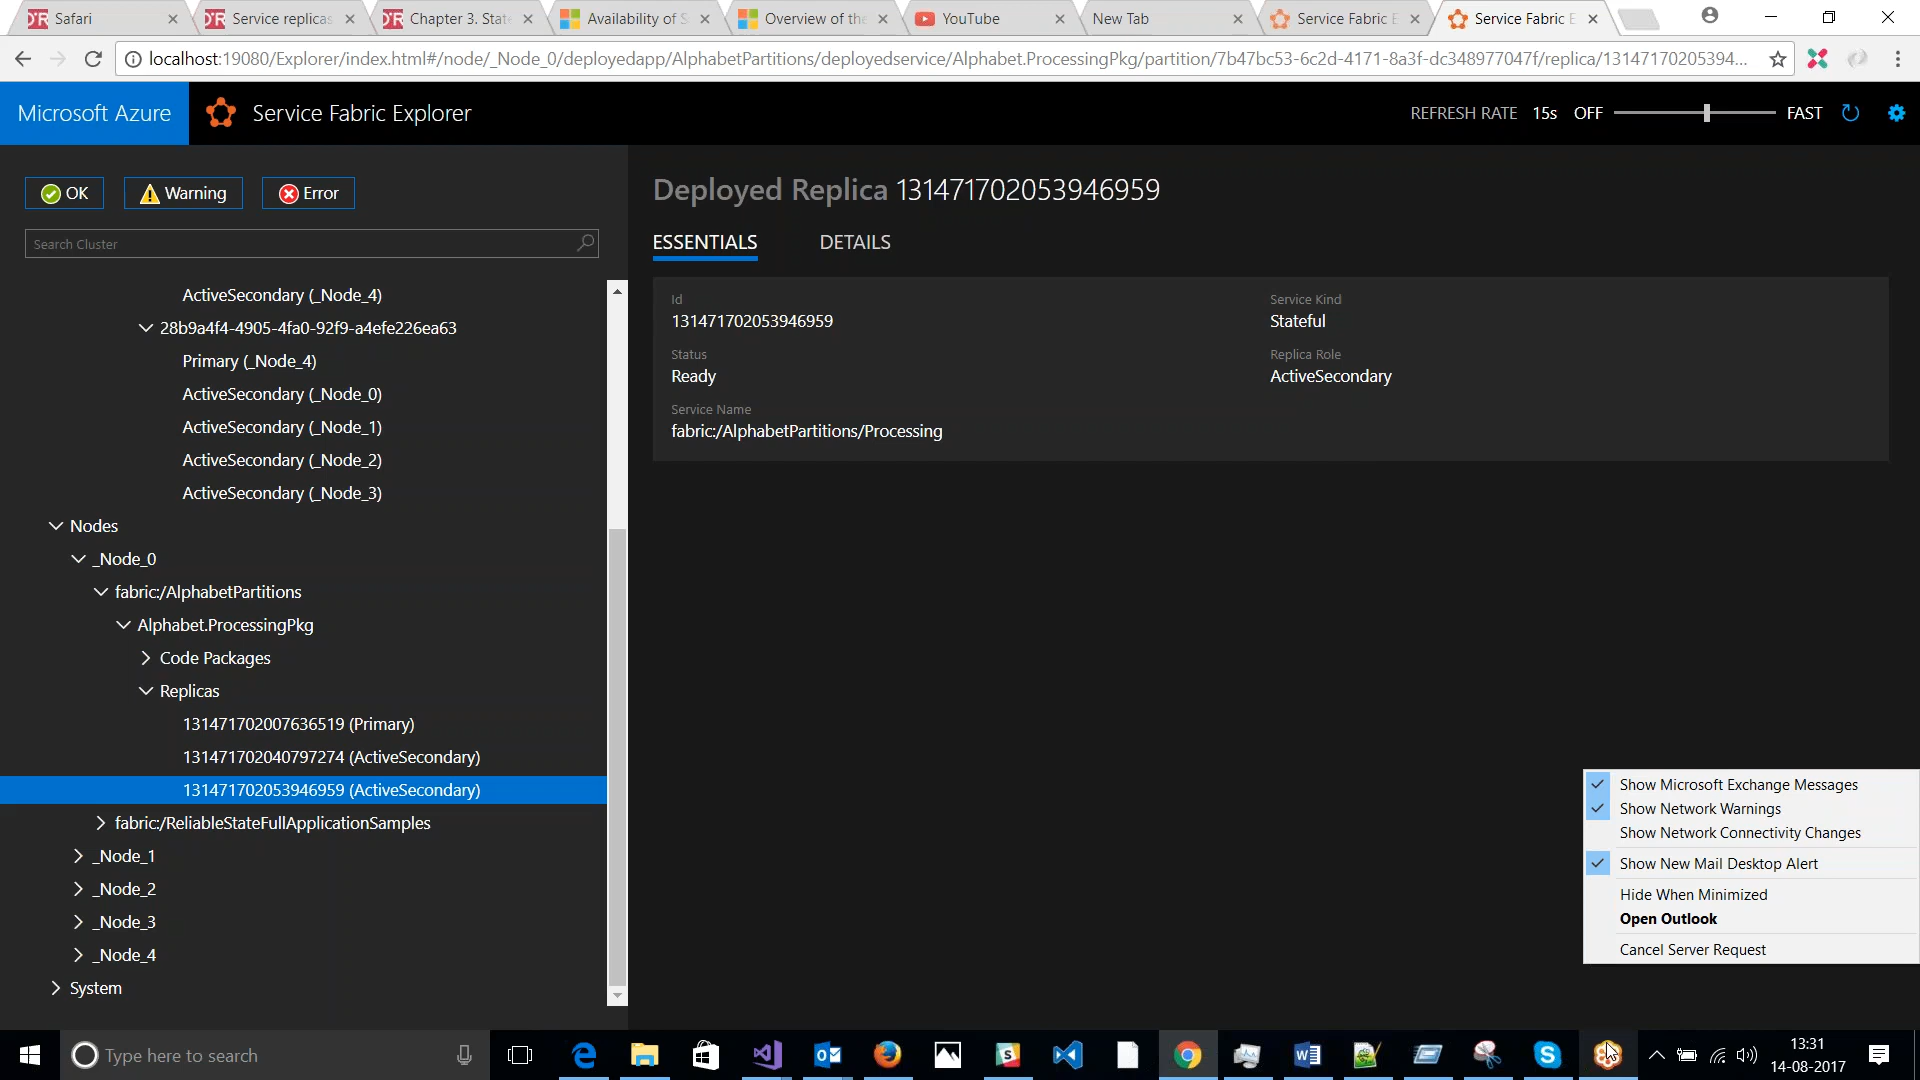 Safari
Service replicas
Chapter 3. State
Availability of S
Overview of the
YouTube
New Tab
Service Fabric E
Service Fabric E
localhost:19080/Explorer/index.html#/node/_Node_0/deployedapp/AlphabetPartitions/deployedservice/Alphabet.ProcessingPkg/partition/7b47bc53-6c2d-4171-8a3f-dc348977047f/replica/13147170205394...
Microsoft Azure
Service Fabric Explorer
REFRESH RATE 15s OFF FAST
OK
Warning
Error
Search Cluster
ActiveSecondary (_Node_4)
28b9a4f4-4905-4fa0-92f9-a4efe226ea63
Primary (_Node_4)
ActiveSecondary (_Node_0)
ActiveSecondary (_Node_1)
ActiveSecondary (_Node_2)
ActiveSecondary (_Node_3)
Nodes
_Node_0
fabric:/AlphabetPartitions
Alphabet.ProcessingPkg
Code Packages
Replicas
131471702007636519 (Primary)
131471702040797274 (ActiveSecondary)
131471702053946959 (ActiveSecondary)
fabric:/ReliableStateFullApplicationSamples
_Node_1
_Node_2
_Node_3
_Node_4
System
Deployed Replica 131471702053946959
ESSENTIALS
DETAILS
Id
131471702053946959
Service Kind
Stateful
Status
Ready
Replica Role
ActiveSecondary
Service Name
fabric:/AlphabetPartitions/Processing
Show Microsoft Exchange Messages
Show Network Warnings
Show Network Connectivity Changes
Show New Mail Desktop Alert
Hide When Minimized
Open Outlook
Cancel Server Request
Type here to search
13:31
14-08-2017